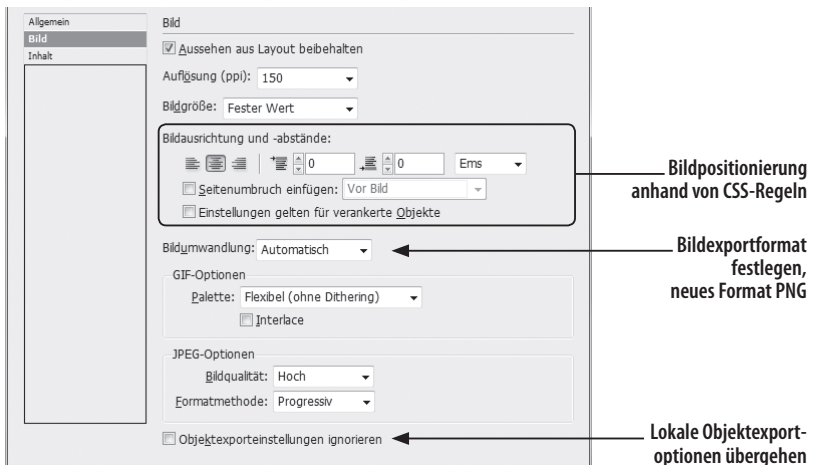 Allgemein
Bild
Inhalt
Bild
Aussehen aus Layout beibehalten
Auflösung (ppi): 150
Bildgröße: Fester Wert
Bildausrichtung und -abstände:
0 0 Ems
Seitenumbruch einfügen: Vor Bild
Einstellungen gelten für verankerte Objekte
Bildpositionierung
anhand von CSS-Regeln
Bildumwandlung: Automatisch
Bildexportformat
festlegen,
neues Format PNG
GIF-Optionen
Palette: Flexibel (ohne Dithering)
Interlace
JPEG-Optionen
Bildqualität: Hoch
Formatmethode: Progressiv
Objektexporteinstellungen ignorieren
Lokale Objektexport-
optionen übergehen